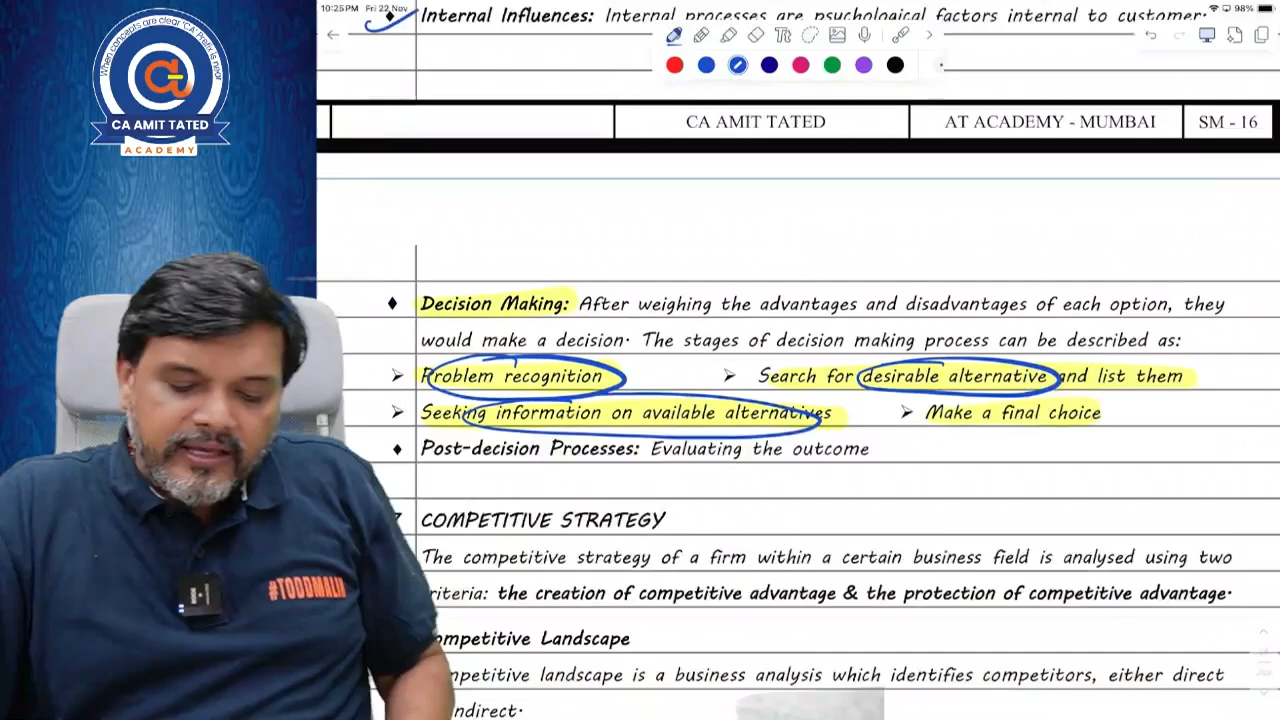 When concepts are clear 'CA' Prefix is near
CA AMIT TATED
ACADEMY
10:25PM Fri 22 Nov
98%
Internal Influences: Internal processes are psychological factors internal to customer.
CA AMIT TATED
AT ACADEMY - MUMBAI
SM - 16
Decision Making: After weighing the advantages and disadvantages of each option, they
would make a decision. The stages of decision making process can be described as:
Problem recognition
Search for desirable alternative and list them
Seeking information on available alternatives
Make a final choice
Post-decision Processes: Evaluating the outcome
COMPETITIVE STRATEGY
The competitive strategy of a firm within a certain business field is analysed using two
riteria: the creation of competitive advantage & the protection of competitive advantage.
ompetitive Landscape
mpetitive landscape is a business analysis which identifies competitors, either direct
indirect.